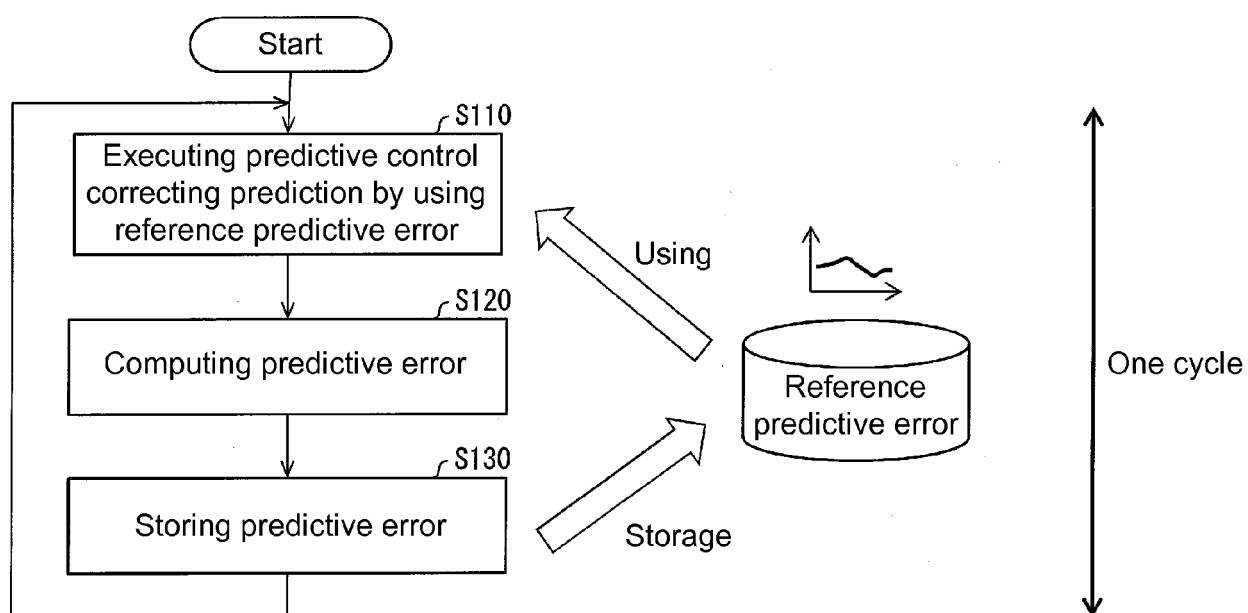 Start
S110
Executing predictive control
correcting prediction by using
reference predictive error
S120
Computing predictive error
S130
Storing predictive error
Using
Storage
Reference
predictive error
One cycle